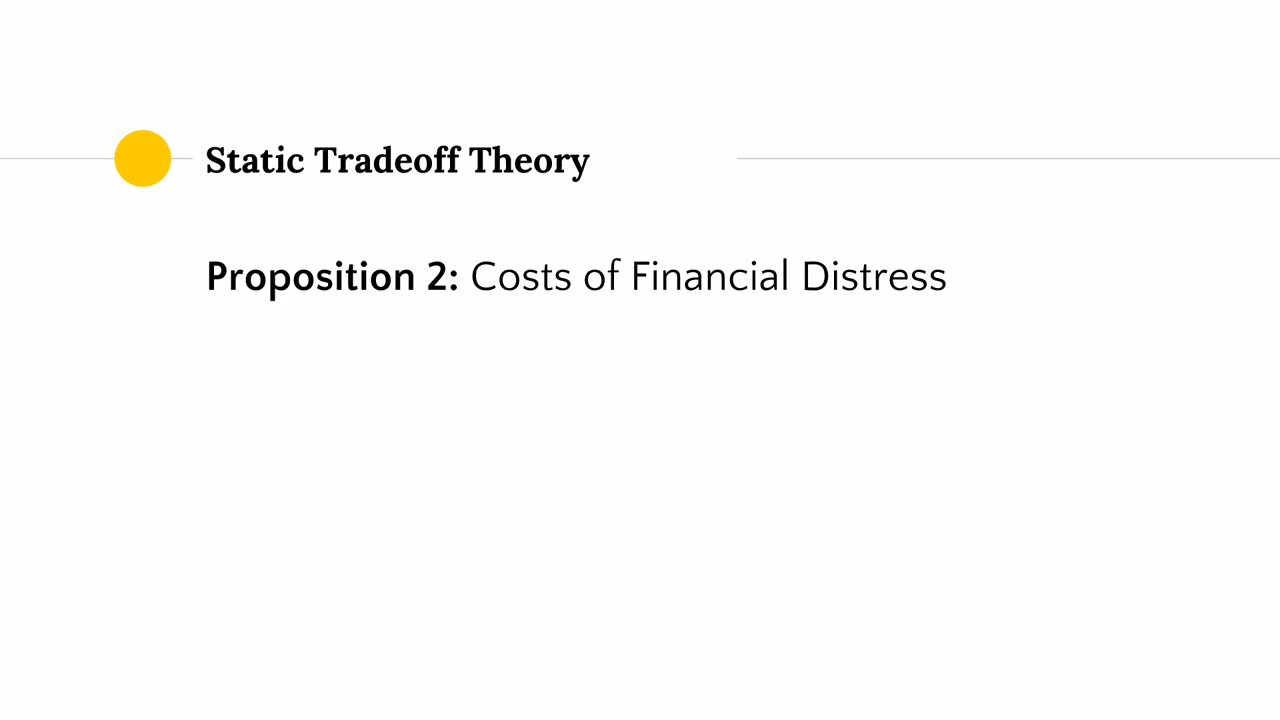 Static Tradeoff Theory
Proposition 2: Costs of Financial Distress